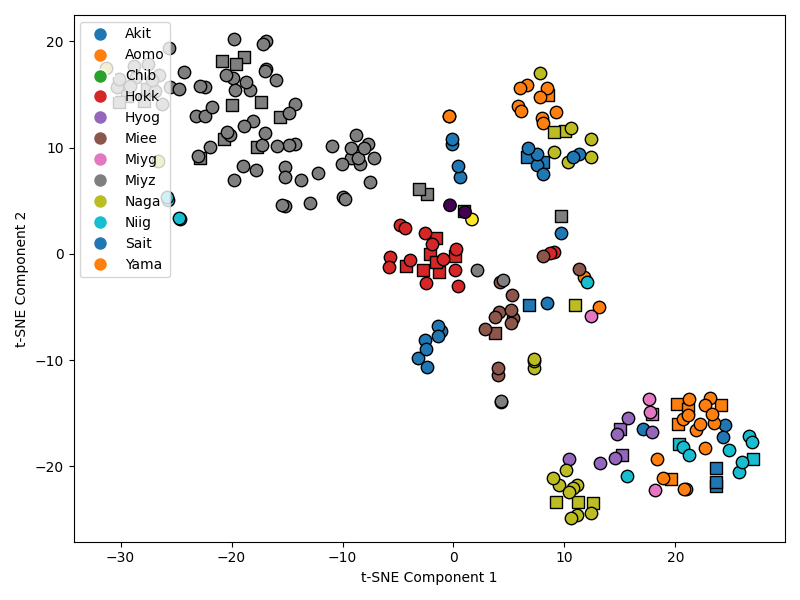 20
10
0
−10
−20
t-SNE Component 2
Akit
Aomo
Chib
Hokk
Hyog
Miee
Miyg
Miyz
Naga
Niig
Sait
Yama
−30
−20
−10
0
10
20
t-SNE Component 1